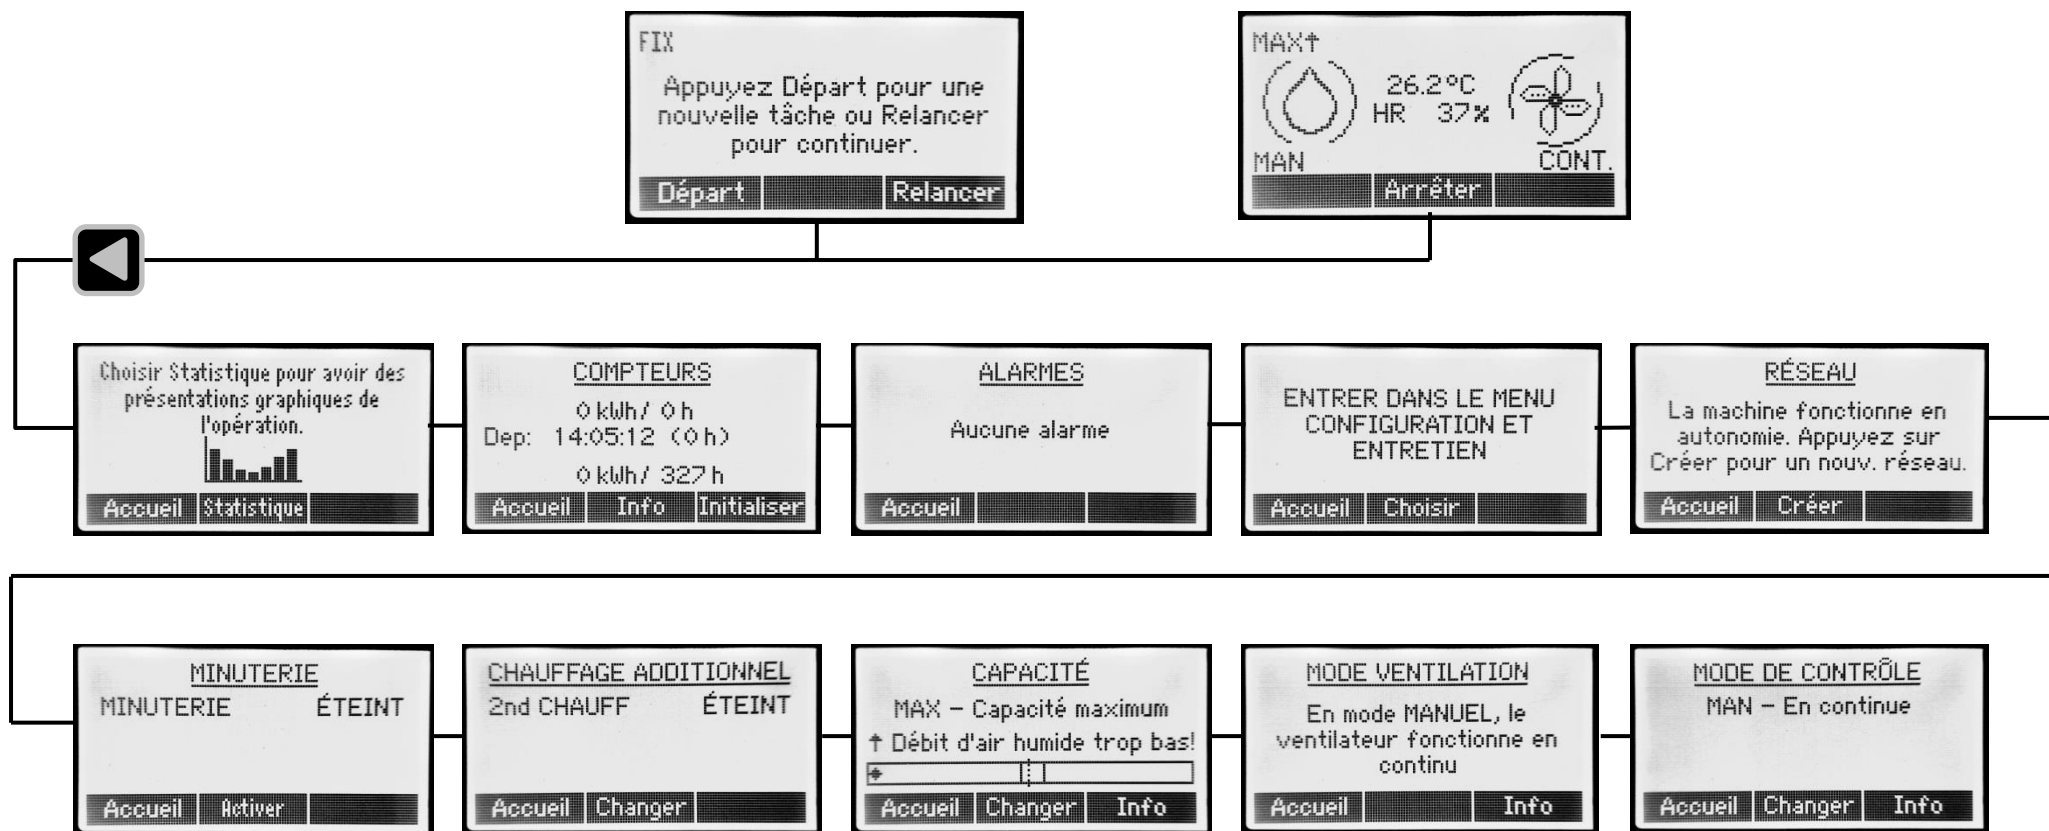 FIX
Appuyez Départ pour une
nouvelle tâche ou Relancer
pour continuer.
Départ Relancer
MAX↑
26.2°C
HR 37%
MAN CONT.
Arrêter
Choisir Statistique pour avoir des
présentations graphiques de
l'opération.
Accueil Statistique
COMPTEURS
0 kWh/ 0 h
Dep: 14:05:12 (0 h)
0 kWh/ 327 h
Accueil Info Initialiser
ALARMES
Aucune alarme
Accueil
ENTRER DANS LE MENU
CONFIGURATION ET
ENTRETIEN
Accueil Choisir
RÉSEAU
La machine fonctionne en
autonomie. Appuyez sur
Créer pour un nouv. réseau.
Accueil Créer
MINUTERIE
MINUTERIE ÉTEINT
Accueil Activer
CHAUFFAGE ADDITIONNEL
2nd CHAUFF ÉTEINT
Accueil Changer
CAPACITÉ
MAX – Capacité maximum
↑ Débit d'air humide trop bas!
Accueil Changer Info
MODE VENTILATION
En mode MANUEL, le
ventilateur fonctionne en
continu
Accueil Info
MODE DE CONTRÔLE
MAN – En continue
Accueil Changer Info